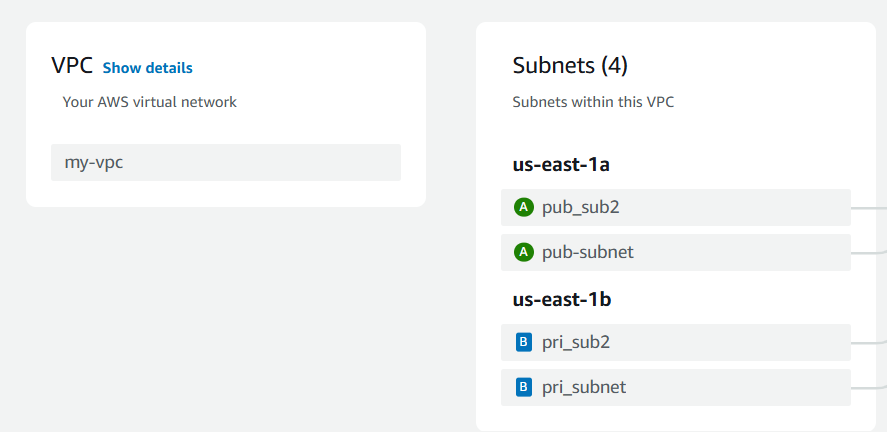 VPC Show details
Your AWS virtual network
my-vpc
Subnets (4)
Subnets within this VPC
us-east-1a
A pub_sub2
A pub-subnet
us-east-1b
B pri_sub2
B pri_subnet